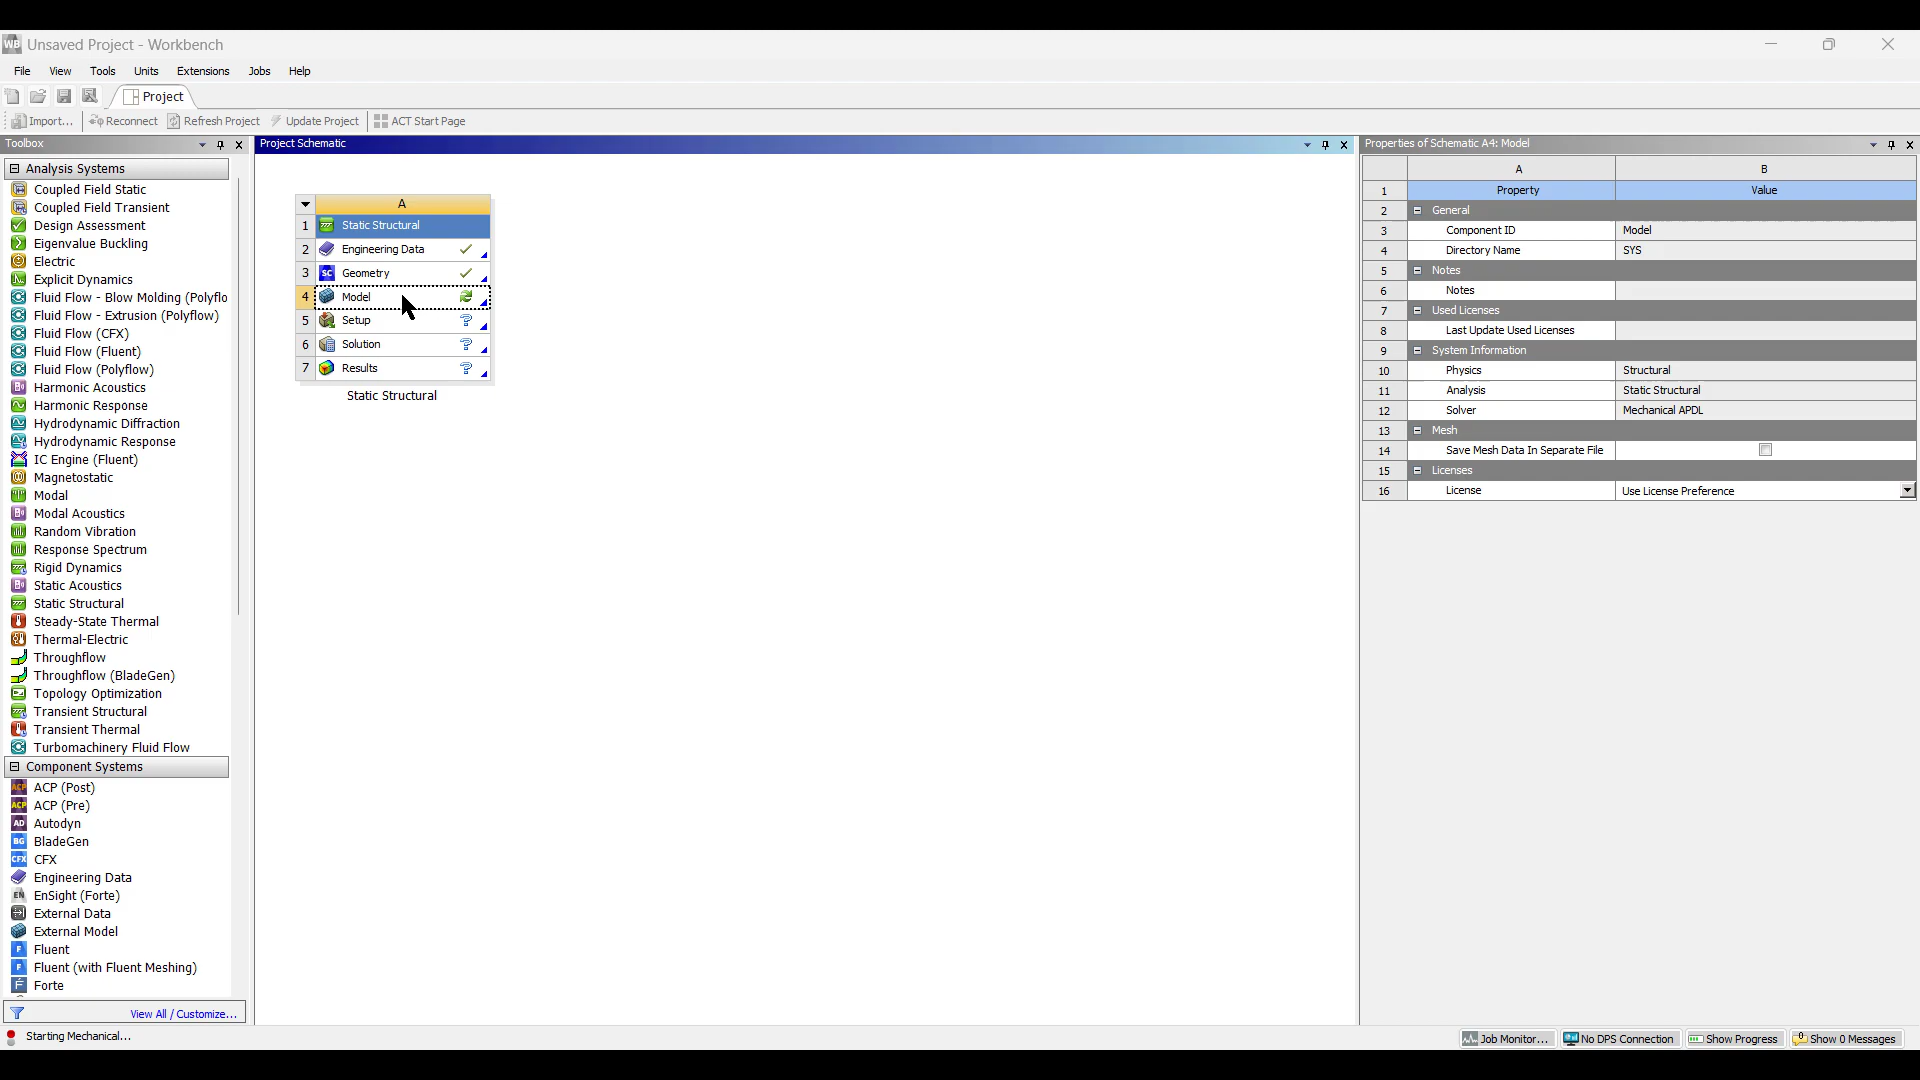 WB Unsaved Project - Workbench
File View Tools Units Extensions Jobs Help
Project
Import... Reconnect Refresh Project Update Project ACT Start Page
Toolbox
Analysis Systems
Coupled Field Static
Coupled Field Transient
Design Assessment
Eigenvalue Buckling
Electric
Explicit Dynamics
Fluid Flow - Blow Molding (Polyflo
Fluid Flow - Extrusion (Polyflow)
Fluid Flow (CFX)
Fluid Flow (Fluent)
Fluid Flow (Polyflow)
Harmonic Acoustics
Harmonic Response
Hydrodynamic Diffraction
Hydrodynamic Response
IC Engine (Fluent)
Magnetostatic
Modal
Modal Acoustics
Random Vibration
Response Spectrum
Rigid Dynamics
Static Acoustics
Static Structural
Steady-State Thermal
Thermal-Electric
Throughflow
Throughflow (BladeGen)
Topology Optimization
Transient Structural
Transient Thermal
Turbomachinery Fluid Flow
Component Systems
ACP ACP (Post)
ACP ACP (Pre)
AD Autodyn
BG BladeGen
CFX CFX
Engineering Data
EN EnSight (Forte)
External Data
External Model
F Fluent
F Fluent (with Fluent Meshing)
F Forte
View All / Customize...
Project Schematic
A
1 Static Structural
2 Engineering Data
3 SC Geometry
4 Model
5 Setup ?
6 Solution ?
7 Results ?
Static Structural
Properties of Schematic A4: Model
A B
1 Property Value
2 General
3 Component ID Model
4 Directory Name SYS
5 Notes
6 Notes
7 Used Licenses
8 Last Update Used Licenses
9 System Information
10 Physics Structural
11 Analysis Static Structural
12 Solver Mechanical APDL
13 Mesh
14 Save Mesh Data In Separate File
15 Licenses
16 License Use License Preference
Starting Mechanical... Job Monitor... No DPS Connection Show Progress Show 0 Messages